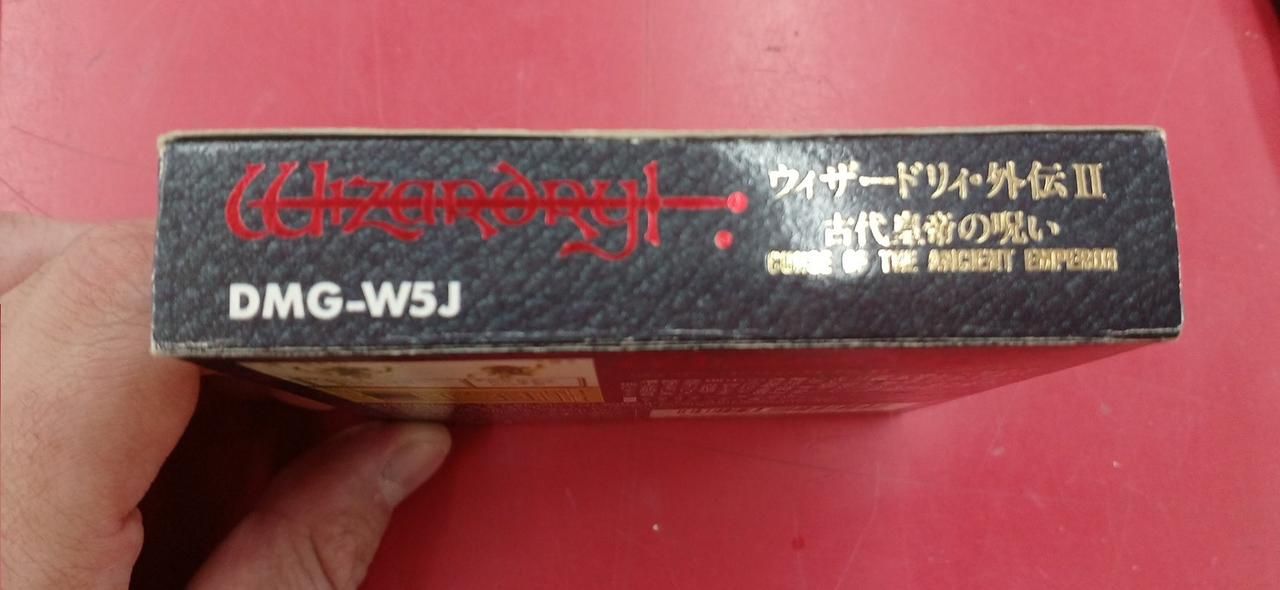 Wizardry
ウィザードリィ・外伝II
古代皇帝の呪い
CURSE OF THE ANCIENT EMPEROR
DMG-W5J